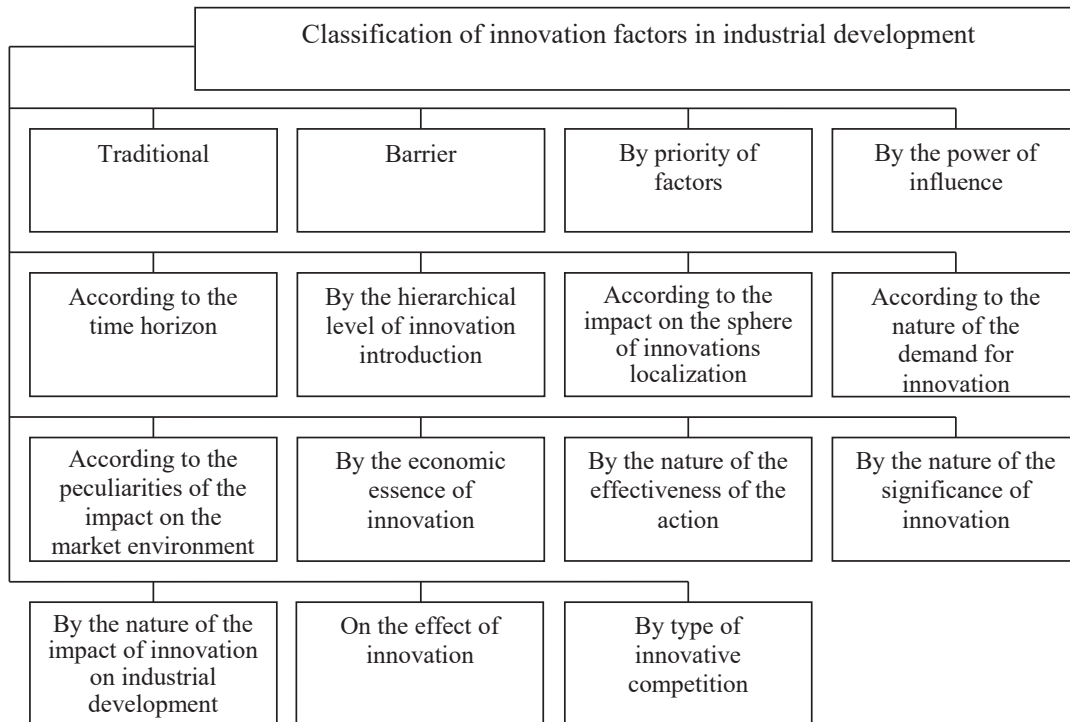 Classification of innovation factors in industrial development
Traditional
Barrier
By priority of
factors
By the power of
influence
According to the
time horizon
By the hierarchical
level of innovation
introduction
According to the
impact on the sphere
of innovations
localization
According to the
nature of the
demand for
innovation
According to the
peculiarities of the
impact on the
market environment
By the economic
essence of
innovation
By the nature of the
effectiveness of the
action
By the nature of the
significance of
innovation
By the nature of the
impact of innovation
on industrial
development
On the effect of
innovation
By type of
innovative
competition